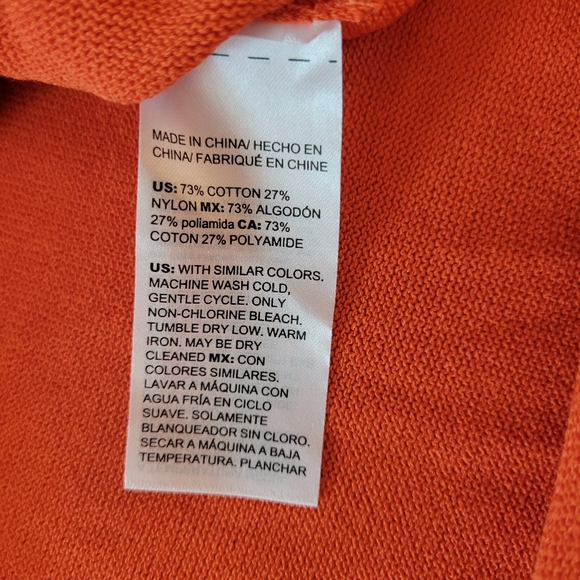 MADE IN CHINA/ HECHO EN
CHINA/ FABRIQUÉ EN CHINE
US: 73% COTTON 27%
NYLON MX: 73% ALGODÓN
27% poliamida CA: 73%
COTON 27% POLYAMIDE
US: WITH SIMILAR COLORS.
MACHINE WASH COLD,
GENTLE CYCLE. ONLY
NON-CHLORINE BLEACH.
TUMBLE DRY LOW. WARM
IRON. MAY BE DRY
CLEANED MX: CON
COLORES SIMILARES.
LAVAR A MÁQUINA CON
AGUA FRÍA EN CICLO
SUAVE. SOLAMENTE
BLANQUEADOR SIN CLORO.
SECAR A MÁQUINA A BAJA
TEMPERATURA. PLANCHAR